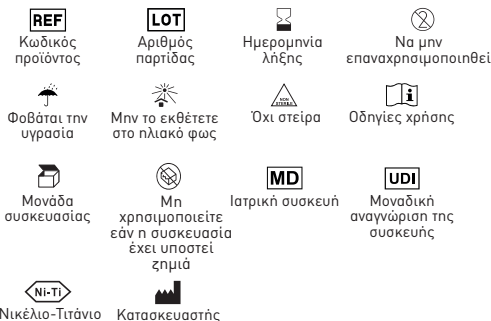 REF
Κωδικός
προϊόντος
LOT
Αριθμός
παρτίδας
Ημερομηνία
λήξης
2
Να μην
επαναχρησιμοποιηθεί
Φοβάται την
υγρασία
Μην το εκθέτετε
στο ηλιακό φως
NON
STERILE
Όχι στείρα
i
Οδηγίες χρήσης
Μονάδα
συσκευασίας
Μη
χρησιμοποιείτε
εάν η συσκευασία
έχει υποστεί
ζημιά
MD
Ιατρική συσκευή
UDI
Μοναδική
αναγνώριση της
συσκευής
Ni-Ti
Νικέλιο-Τιτάνιο
Κατασκευαστής